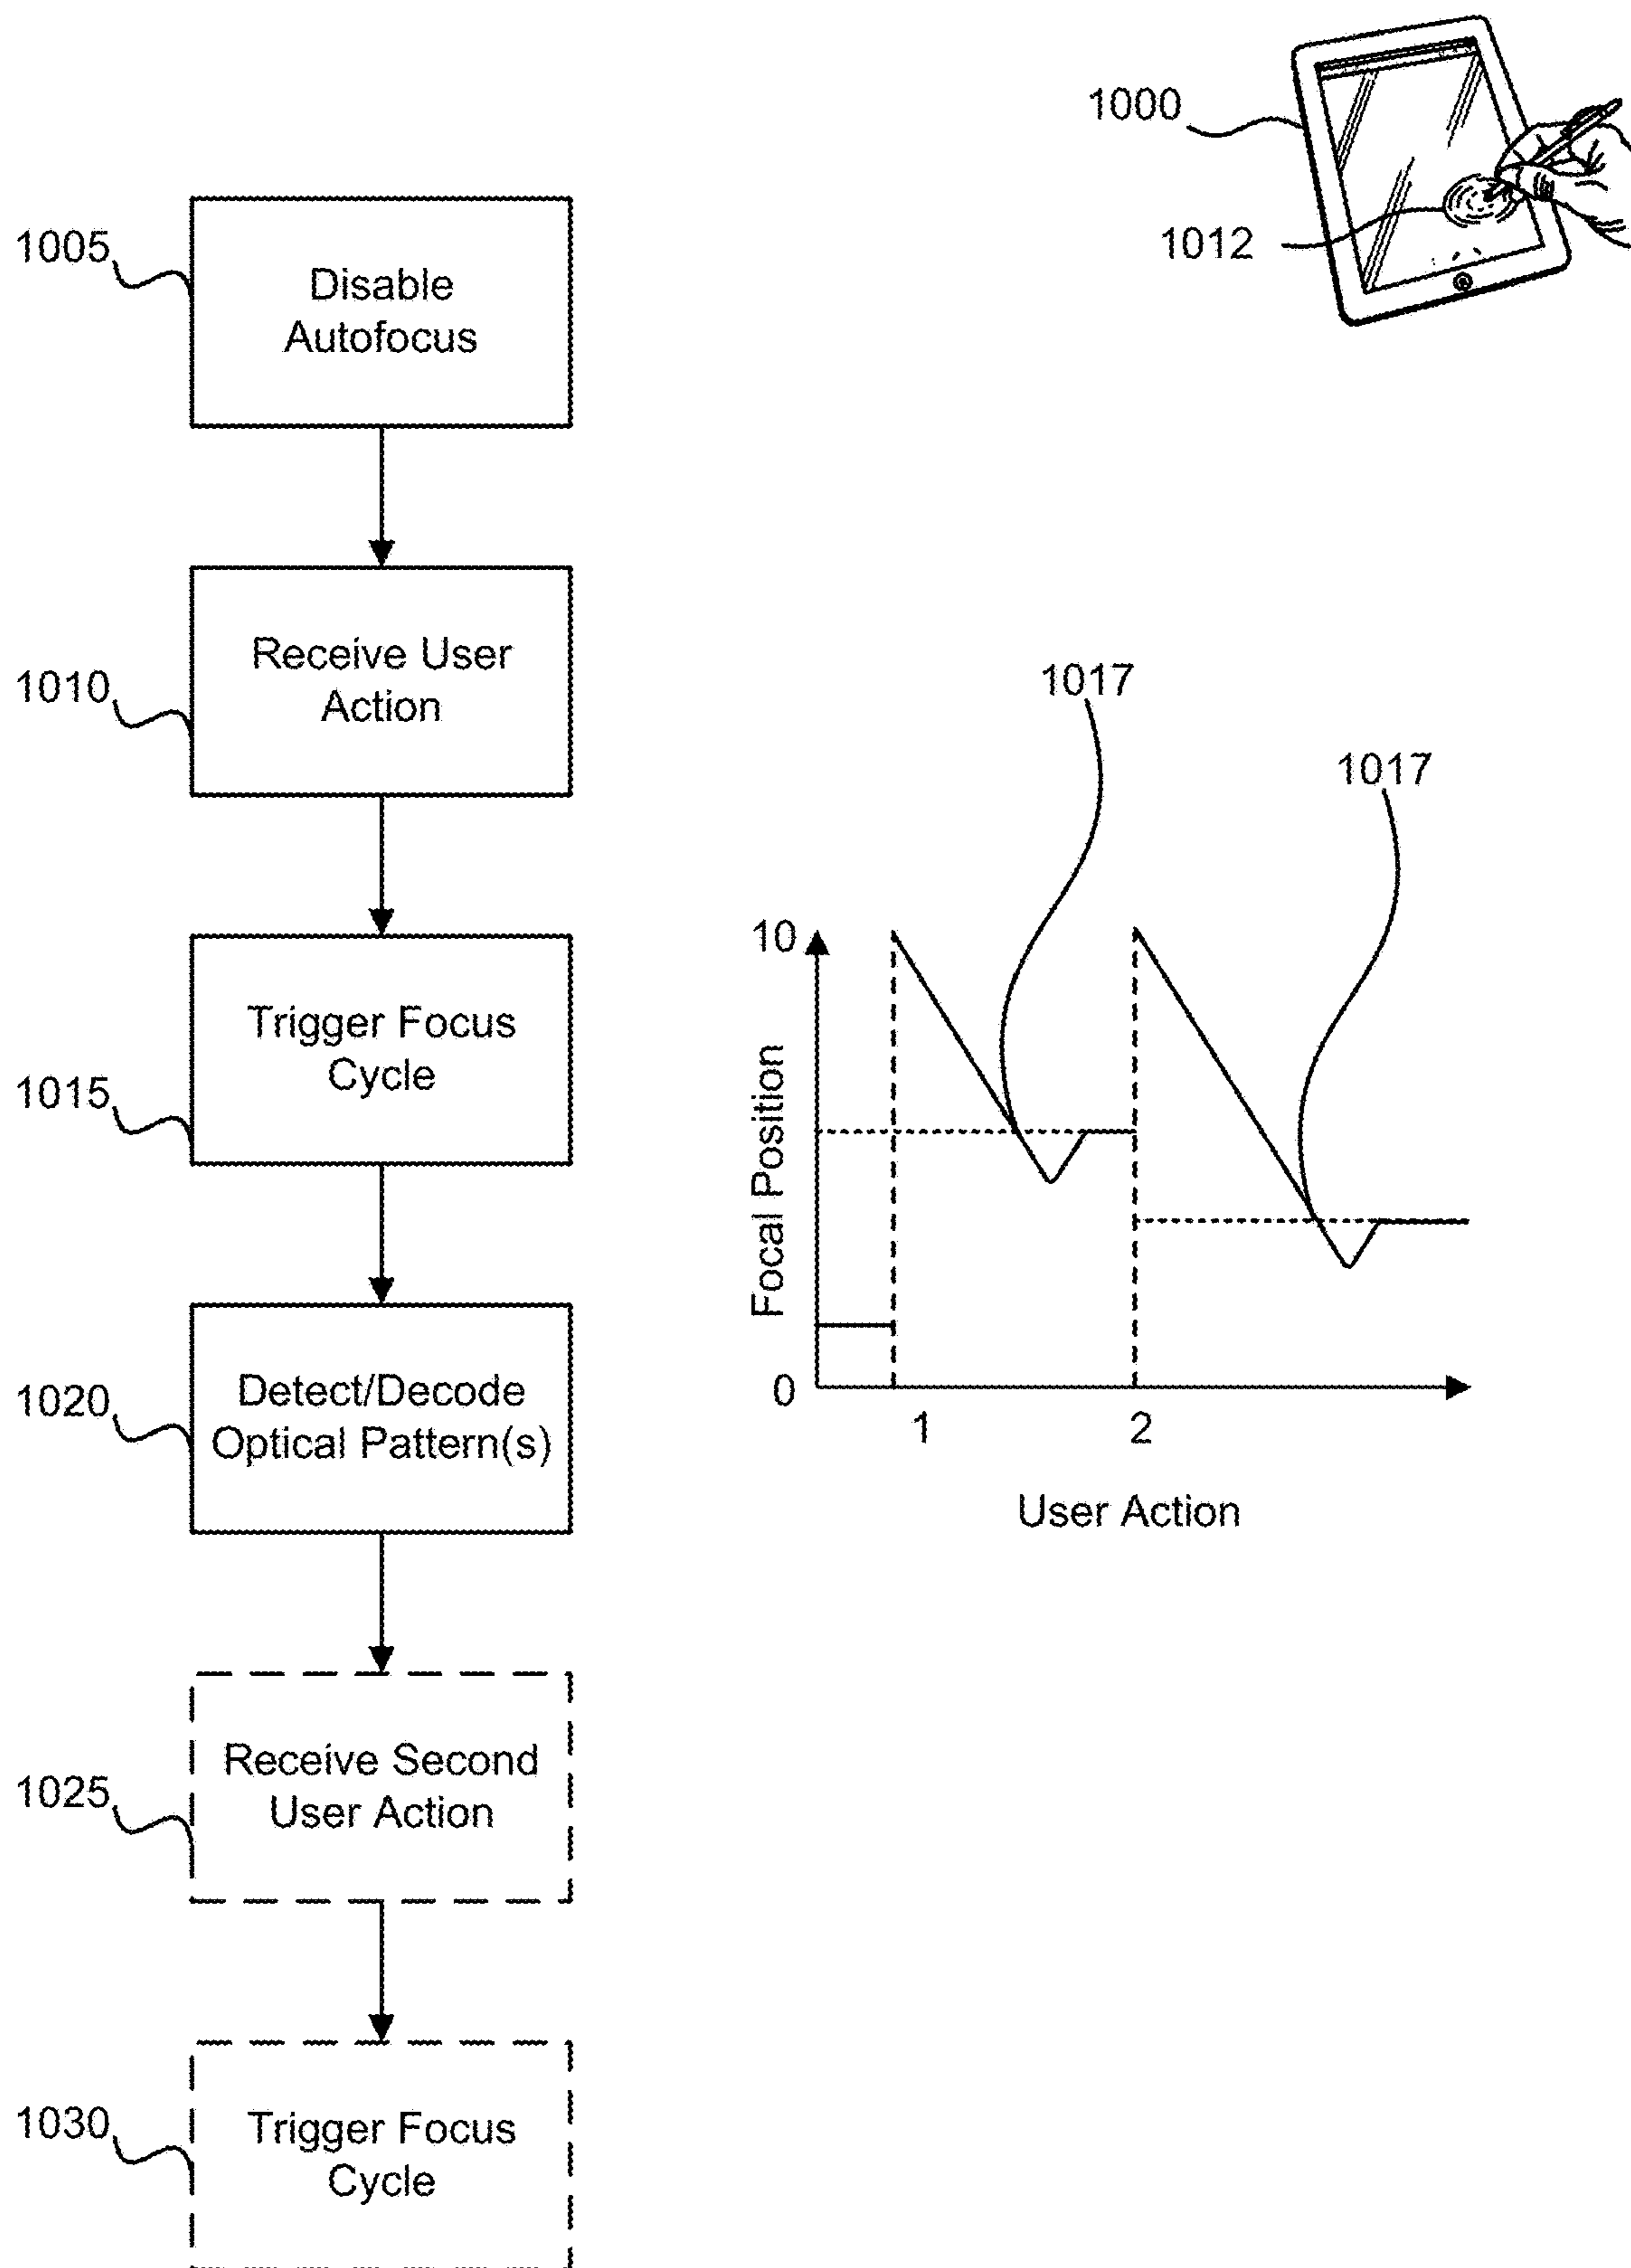 1000
1012
1005
Disable
Autofocus
1010
Receive User
Action
1015
Trigger Focus
Cycle
1020
Detect/Decode
Optical Pattern(s)
1025
Receive Second
User Action
1030
Trigger Focus
Cycle
1017
1017
10
Focal Position
0
1
2
User Action